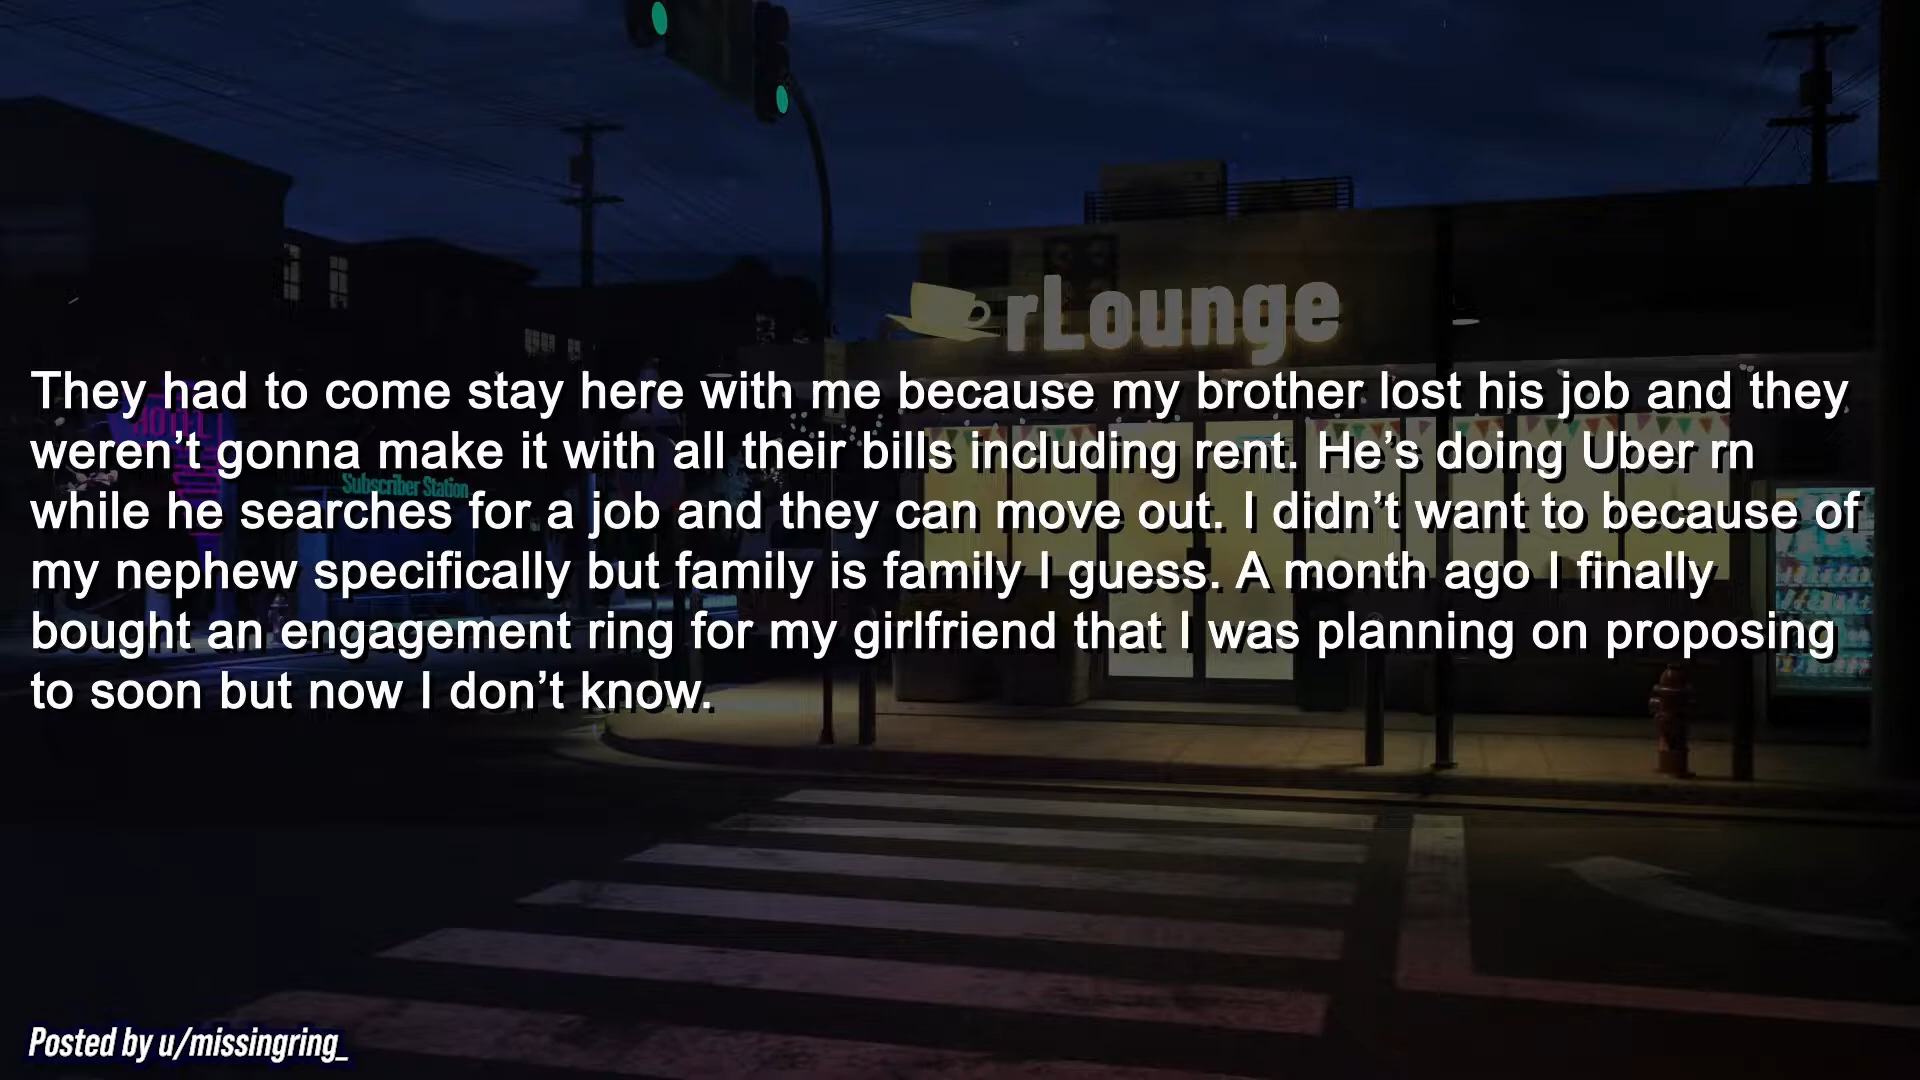 rLounge
They had to come stay here with me because my brother lost his job and they
weren’t gonna make it with all their bills including rent. He’s doing Uber rn
while he searches for a job and they can move out. I didn’t want to because of
my nephew specifically but family is family I guess. A month ago I finally
bought an engagement ring for my girlfriend that I was planning on proposing
to soon but now I don’t know.
HOTEL
Subscriber Station
Posted by u/missingring_